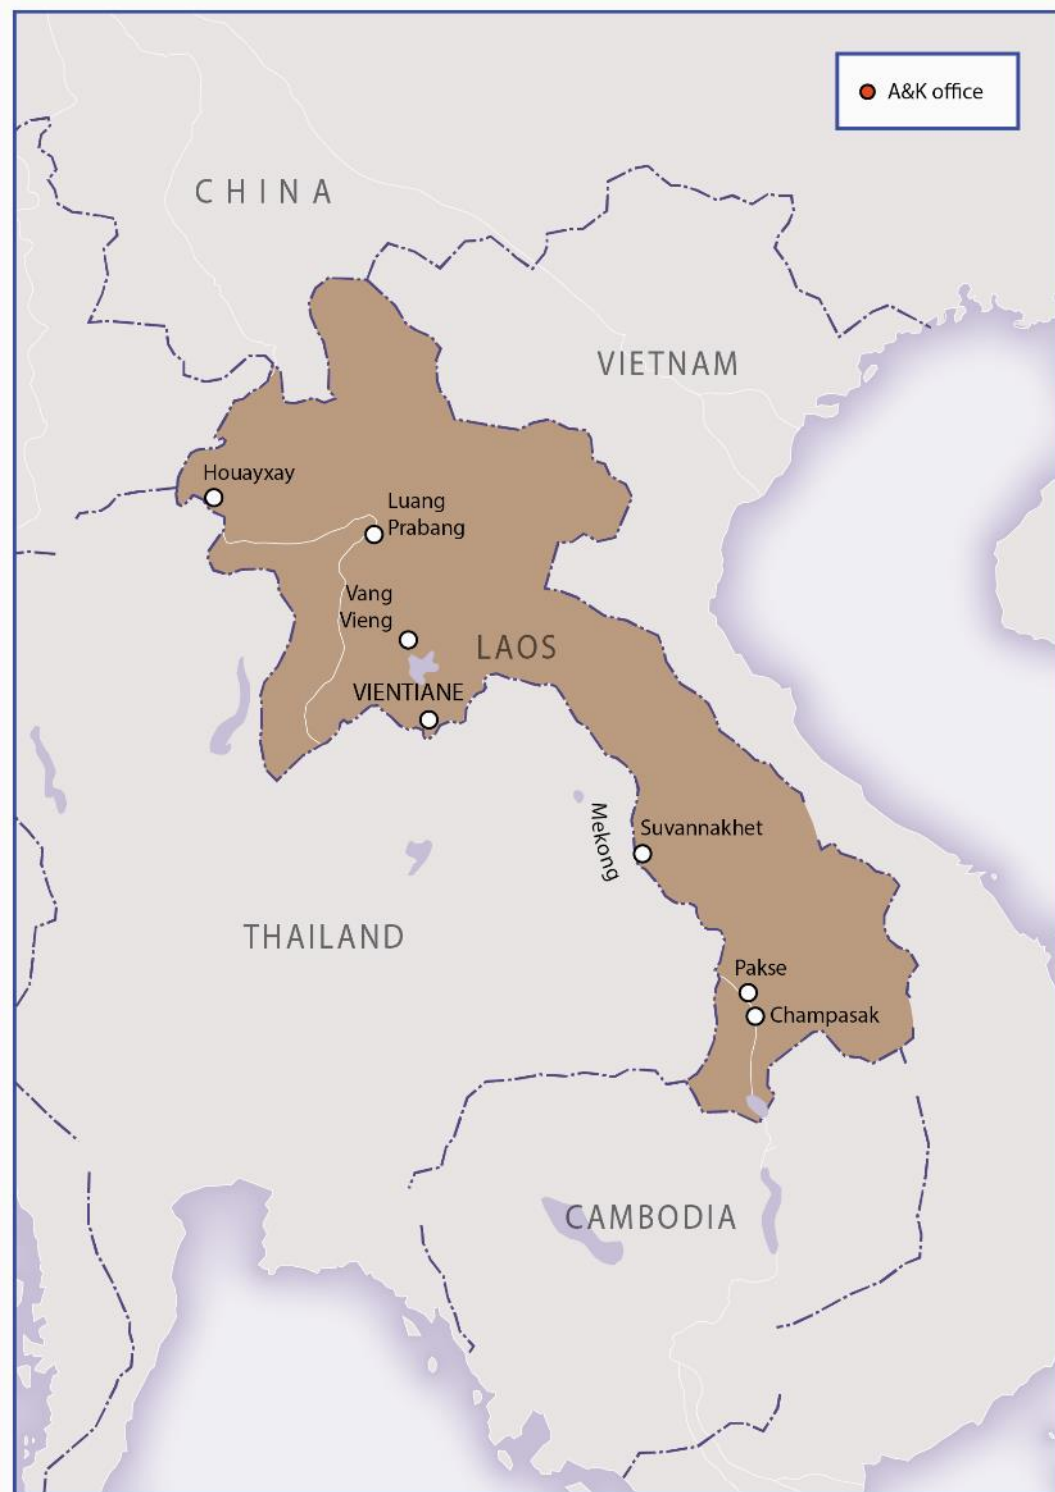 A&K office
CHINA
VIETNAM
Houayxay
Luang
Prabang
Vang
Vieng
LAOS
VIENTIANE
Mekong
Suvannakhet
THAILAND
Pakse
Champasak
CAMBODIA